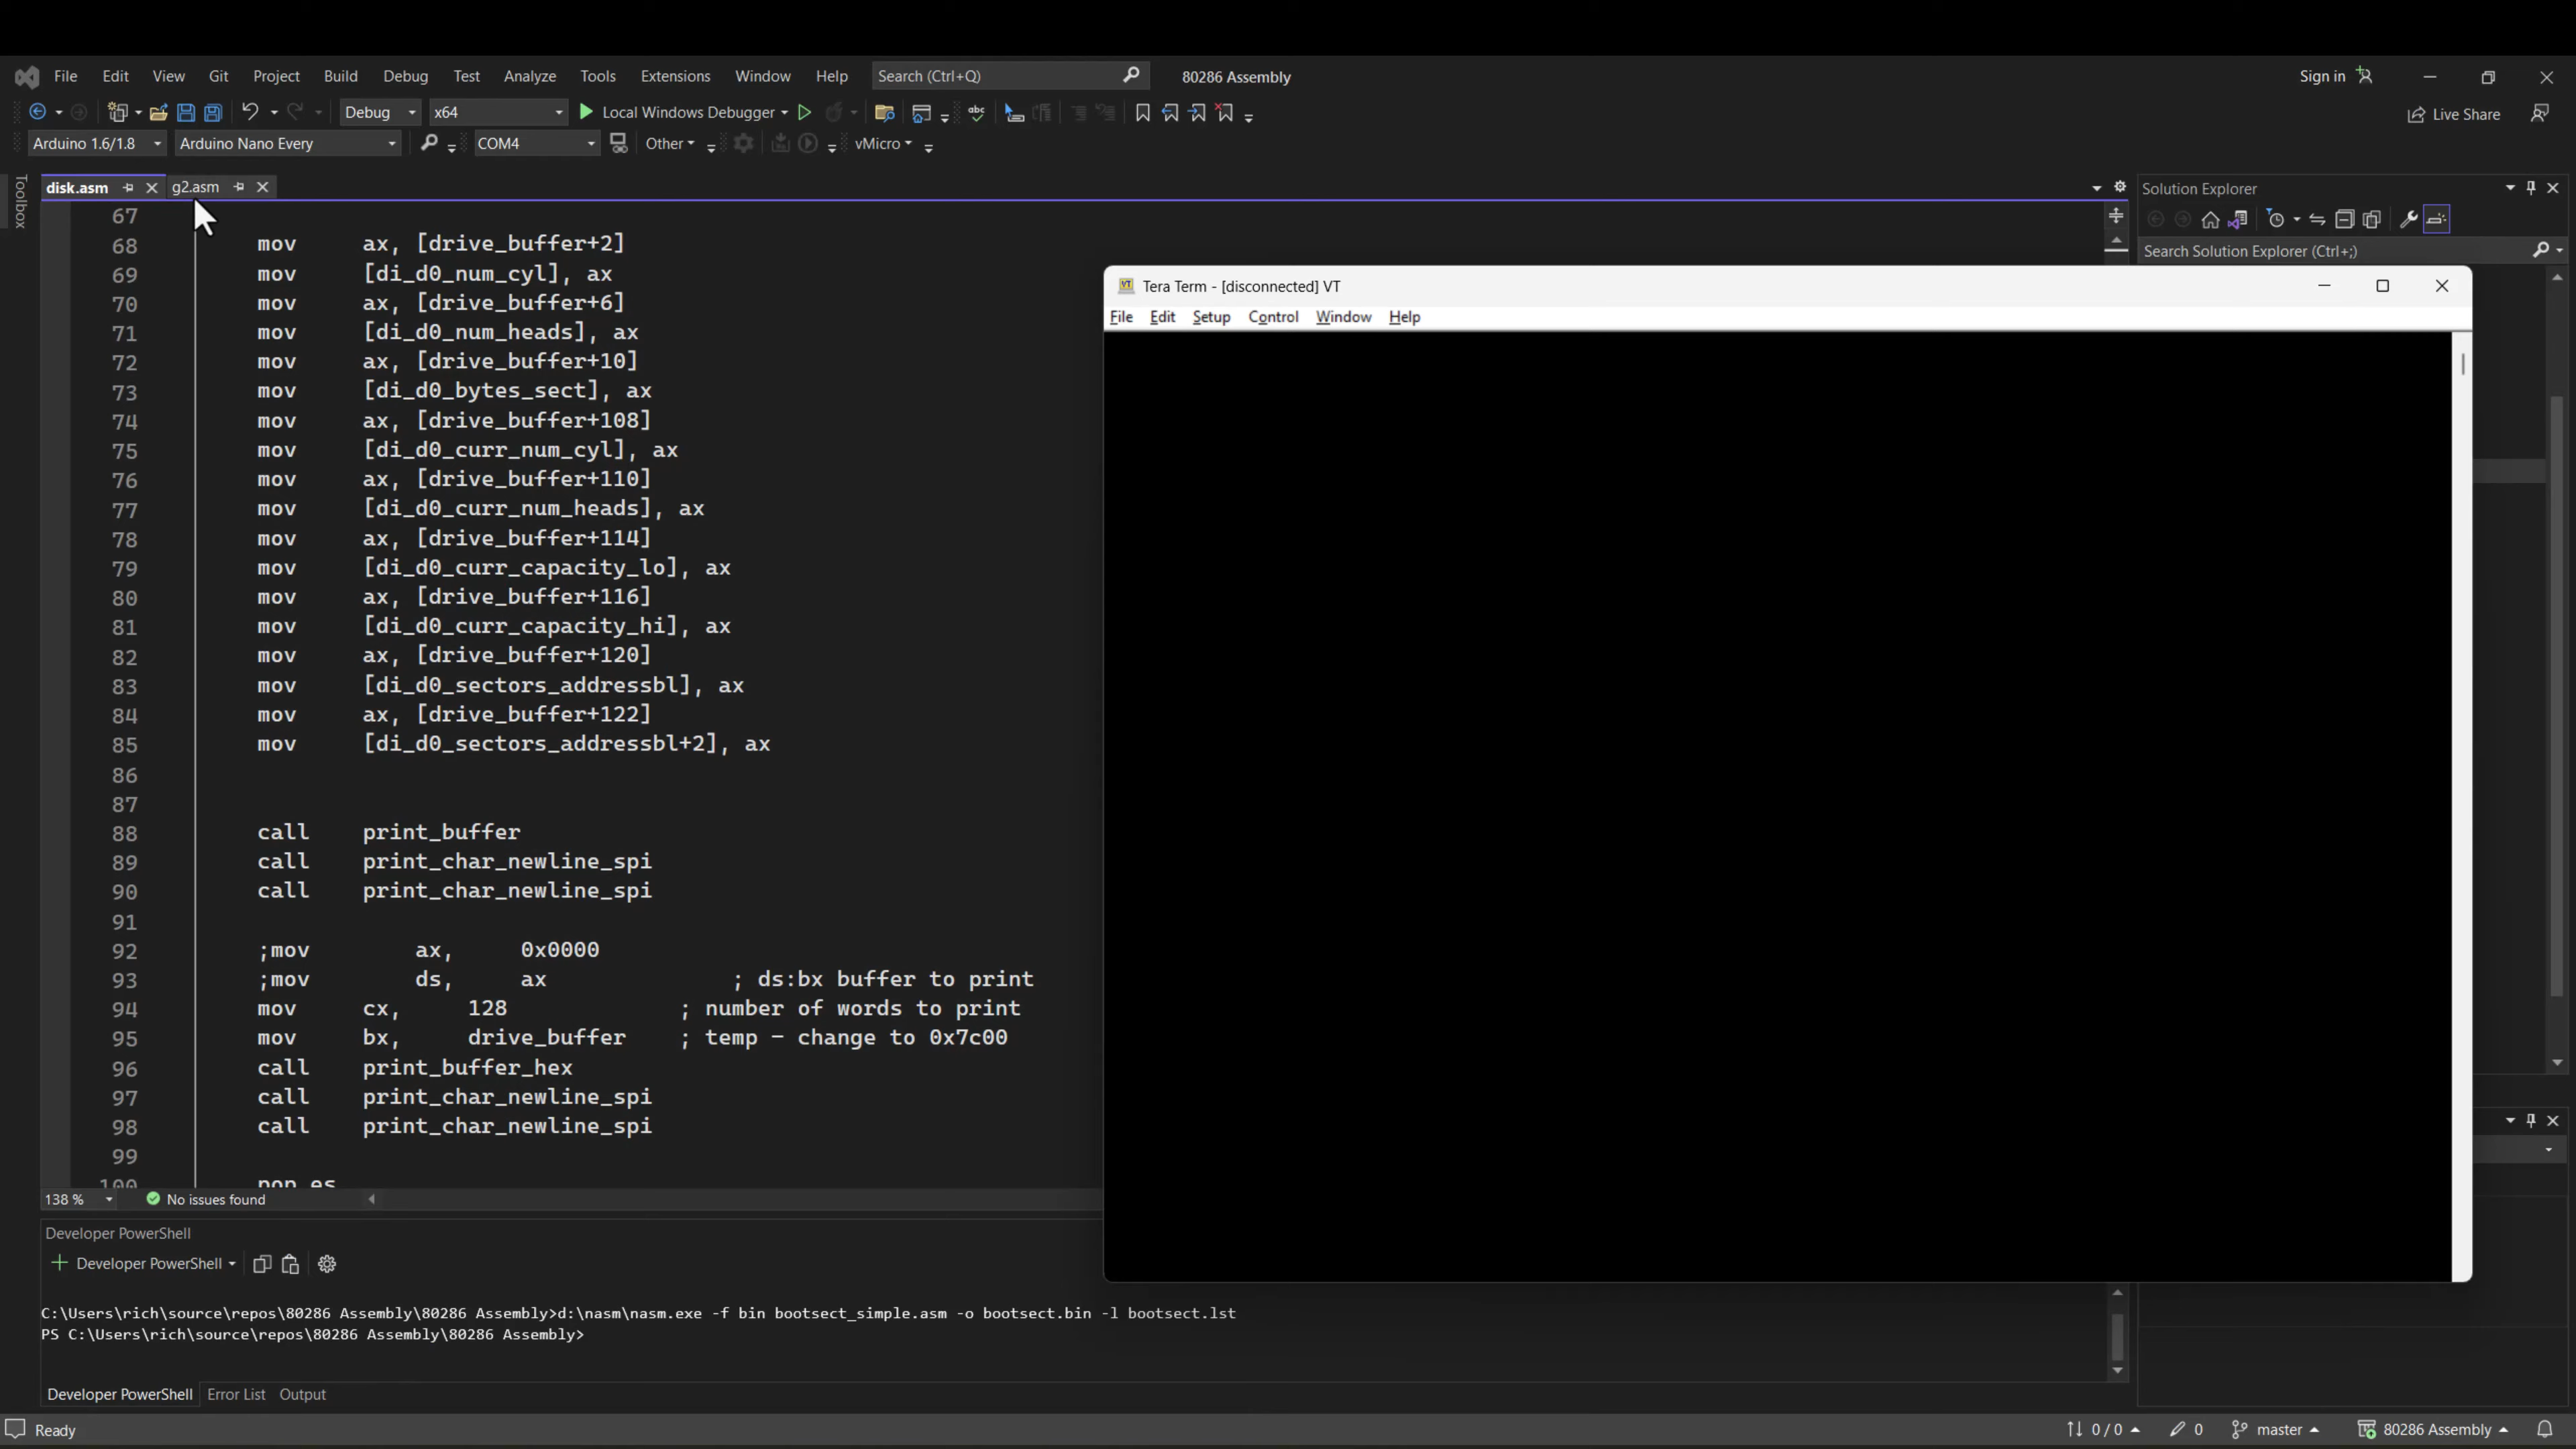 File Edit View Git Project Build Debug Test Analyze Tools Extensions Window Help Search (Ctrl+Q) 80286 Assembly Sign in
Debug x64 Local Windows Debugger Live Share
Arduino 1.6/1.8 Arduino Nano Every COM4 Other vMicro
Toolbox
disk.asm g2.asm
67
68 mov ax, [drive_buffer+2]
69 mov [di_d0_num_cyl], ax
70 mov ax, [drive_buffer+6]
71 mov [di_d0_num_heads], ax
72 mov ax, [drive_buffer+10]
73 mov [di_d0_bytes_sect], ax
74 mov ax, [drive_buffer+108]
75 mov [di_d0_curr_num_cyl], ax
76 mov ax, [drive_buffer+110]
77 mov [di_d0_curr_num_heads], ax
78 mov ax, [drive_buffer+114]
79 mov [di_d0_curr_capacity_lo], ax
80 mov ax, [drive_buffer+116]
81 mov [di_d0_curr_capacity_hi], ax
82 mov ax, [drive_buffer+120]
83 mov [di_d0_sectors_addressbl], ax
84 mov ax, [drive_buffer+122]
85 mov [di_d0_sectors_addressbl+2], ax
86
87
88 call print_buffer
89 call print_char_newline_spi
90 call print_char_newline_spi
91
92 ;mov ax, 0x0000
93 ;mov ds, ax ; ds:bx buffer to print
94 mov cx, 128 ; number of words to print
95 mov bx, drive_buffer ; temp - change to 0x7c00
96 call print_buffer_hex
97 call print_char_newline_spi
98 call print_char_newline_spi
99
100 pop es
138 % No issues found
Tera Term - [disconnected] VT
File Edit Setup Control Window Help
Solution Explorer
Search Solution Explorer (Ctrl+;)
Developer PowerShell
Developer PowerShell
C:\Users\rich\source\repos\80286 Assembly\80286 Assembly>d:\nasm\nasm.exe -f bin bootsect_simple.asm -o bootsect.bin -l bootsect.lst
PS C:\Users\rich\source\repos\80286 Assembly\80286 Assembly>
Developer PowerShell Error List Output
Ready 0 / 0 0 master 80286 Assembly